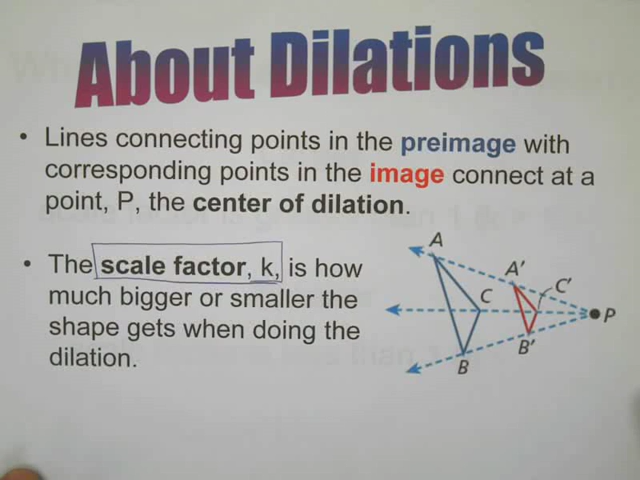 About Dilations
• Lines connecting points in the preimage with
corresponding points in the image connect at a
point, P, the center of dilation.
• The scale factor, k, is how
much bigger or smaller the
shape gets when doing the
dilation.
A
A'
C'
C
P
B'
B